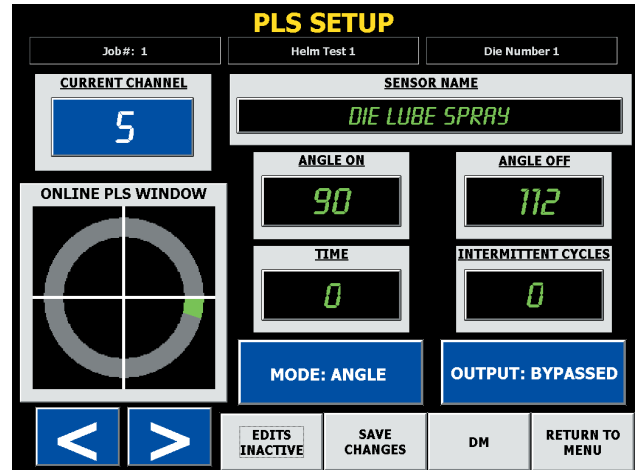 PLS SETUP
Job#: 1
Helm Test 1
Die Number 1
CURRENT CHANNEL
5
SENSOR NAME
DIE LUBE SPRAY
ANGLE ON
90
ANGLE OFF
112
ONLINE PLS WINDOW
TIME
0
INTERMITTENT CYCLES
0
MODE: ANGLE
OUTPUT: BYPASSED
<
>
EDITS
INACTIVE
SAVE
CHANGES
DM
RETURN TO
MENU